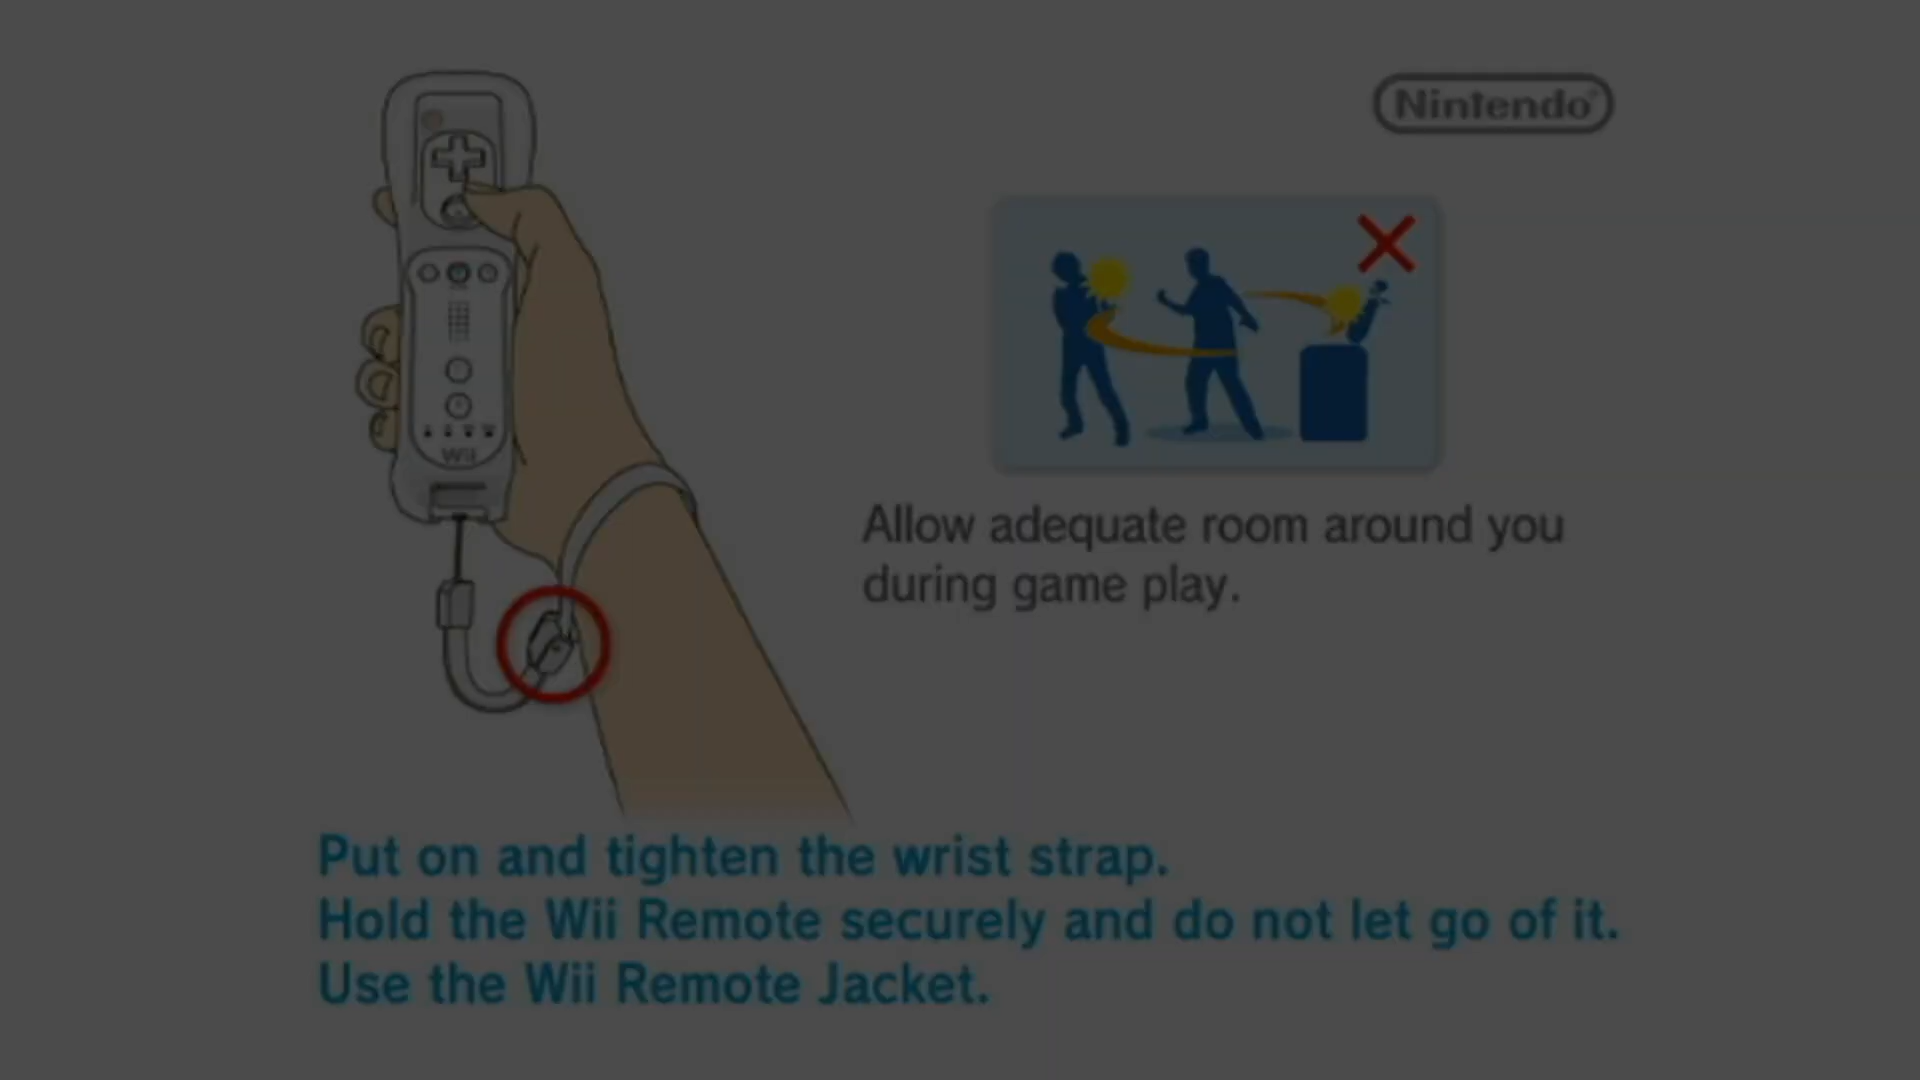 Nintendo
Wii
Allow adequate room around you
during game play.
Put on and tighten the wrist strap.
Hold the Wii Remote securely and do not let go of it.
Use the Wii Remote Jacket.